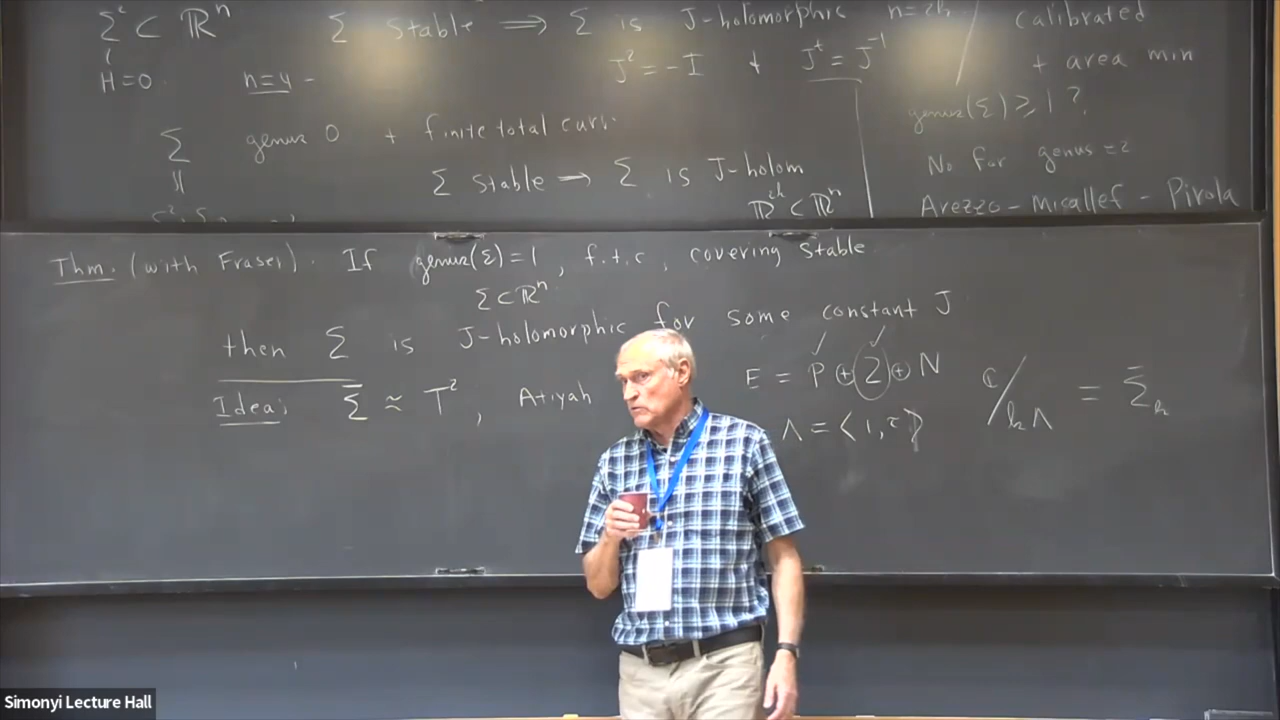 Σ² ⊂ ℝⁿ   Σ stable ⟹ Σ is J-holomorphic   n=2k
H=0   n=4 -   J² = -I + Jᵗ = J⁻¹
Σ   genus 0 + finite total curv.
Σ stable → Σ is J-holom
ℝ²ᵏ ⊂ ℝⁿ
calibrated
+ area min
genus(Σ) ≥ 1 ?
No for genus = 2
Arezzo - Micallef - Pirola
Thm. (with Fraser). If genus(Σ) = 1, f.t.c, covering stable
Σ ⊂ ℝⁿ
then Σ is J-holomorphic for some constant J
Idea: Σ̄ ≈ T², Atiyah   E = P ⊕ Z ⊕ N   ℂ/kΛ = Σ̄ₖ
Λ = ⟨1, τ⟩
Simonyi Lecture Hall